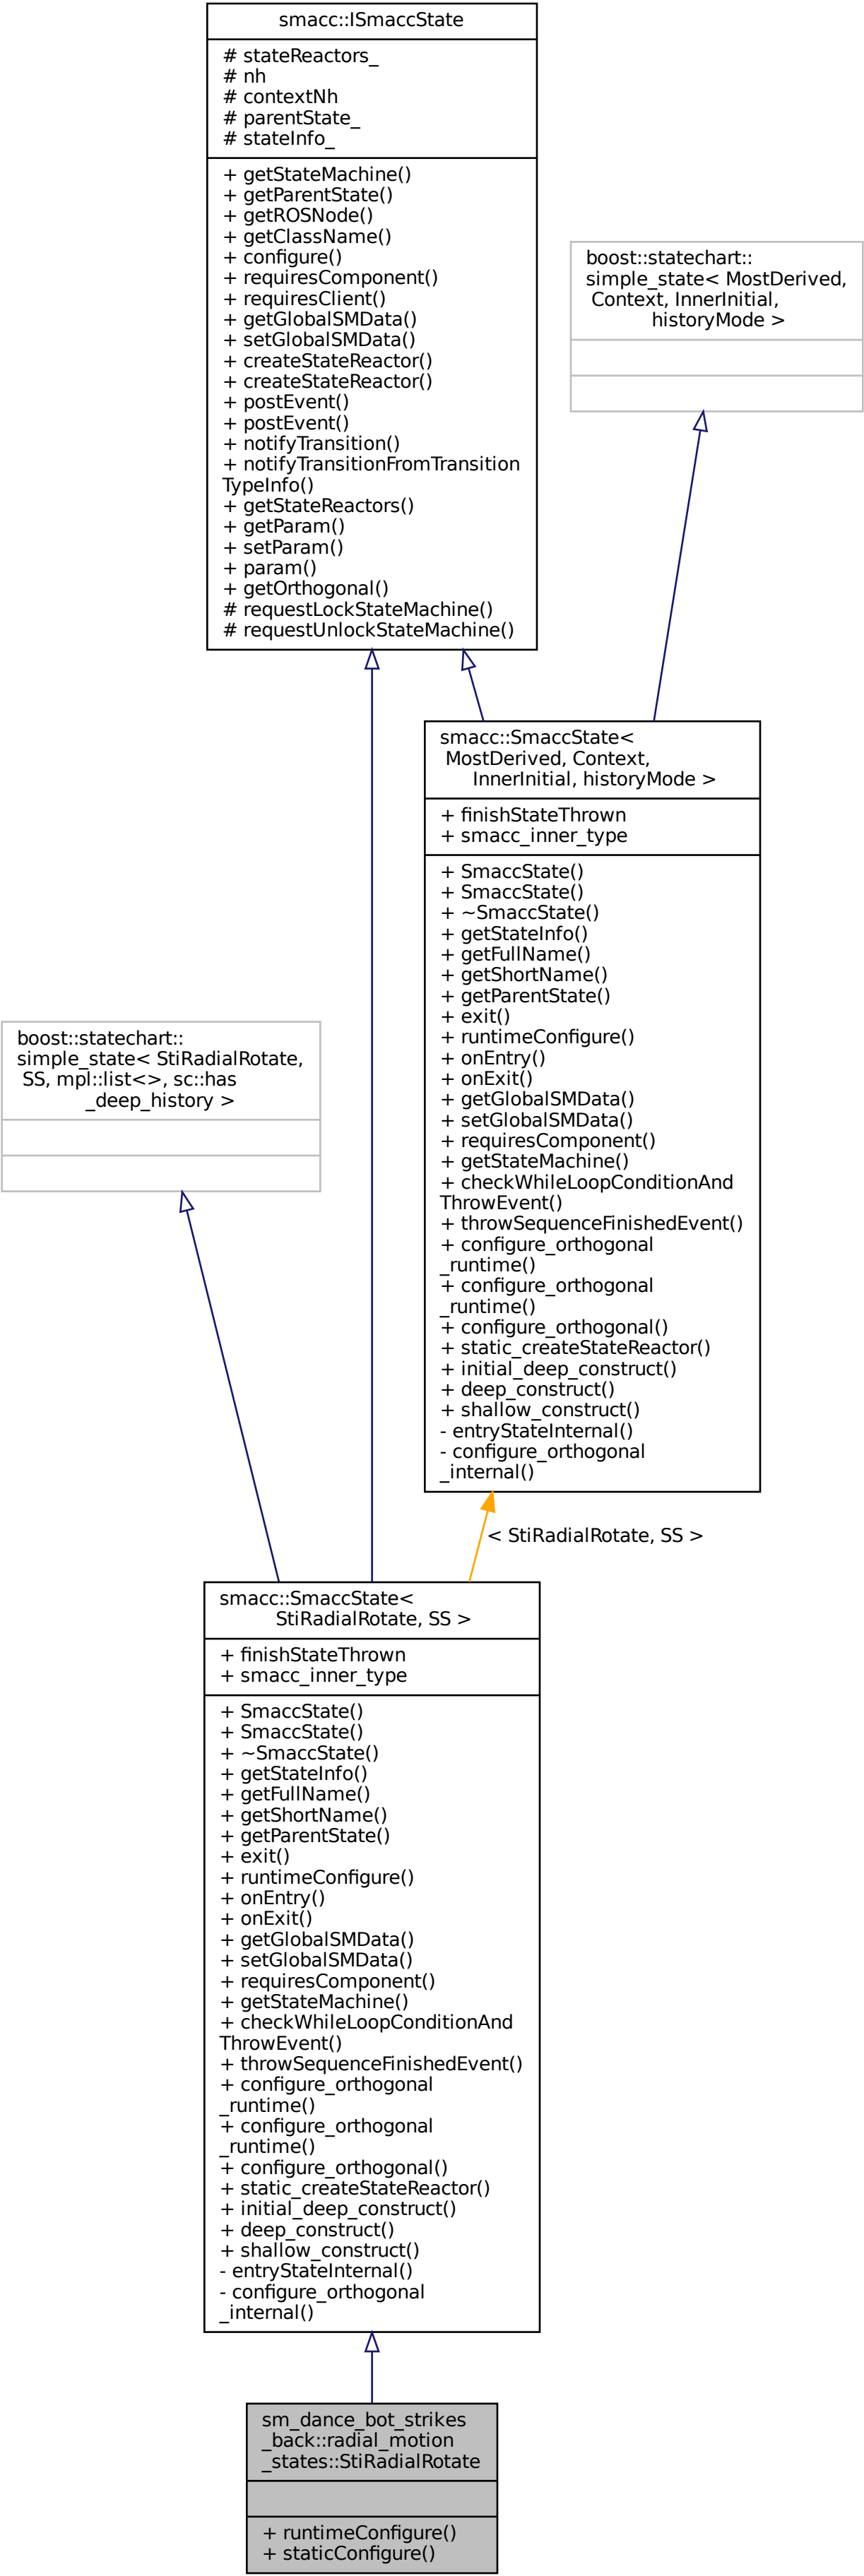 smacc::ISmaccState
# stateReactors_
# nh
# contextNh
# parentState_
# stateInfo_
+ getStateMachine()
+ getParentState()
+ getROSNode()
+ getClassName()
+ configure()
+ requiresComponent()
+ requiresClient()
+ getGlobalSMData()
+ setGlobalSMData()
+ createStateReactor()
+ createStateReactor()
+ postEvent()
+ postEvent()
+ notifyTransition()
+ notifyTransitionFromTransition
TypeInfo()
+ getStateReactors()
+ getParam()
+ setParam()
+ param()
+ getOrthogonal()
# requestLockStateMachine()
# requestUnlockStateMachine()
boost::statechart::
simple_state< MostDerived,
Context, InnerInitial,
historyMode >
smacc::SmaccState<
MostDerived, Context,
InnerInitial, historyMode >
+ finishStateThrown
+ smacc_inner_type
+ SmaccState()
+ SmaccState()
+ ~SmaccState()
+ getStateInfo()
+ getFullName()
+ getShortName()
+ getParentState()
+ exit()
+ runtimeConfigure()
+ onEntry()
+ onExit()
+ getGlobalSMData()
+ setGlobalSMData()
+ requiresComponent()
+ getStateMachine()
+ checkWhileLoopConditionAnd
ThrowEvent()
+ throwSequenceFinishedEvent()
+ configure_orthogonal
_runtime()
+ configure_orthogonal
_runtime()
+ configure_orthogonal()
+ static_createStateReactor()
+ initial_deep_construct()
+ deep_construct()
+ shallow_construct()
- entryStateInternal()
- configure_orthogonal
_internal()
boost::statechart::
simple_state< StiRadialRotate,
SS, mpl::list<>, sc::has
_deep_history >
< StiRadialRotate, SS >
smacc::SmaccState<
StiRadialRotate, SS >
+ finishStateThrown
+ smacc_inner_type
+ SmaccState()
+ SmaccState()
+ ~SmaccState()
+ getStateInfo()
+ getFullName()
+ getShortName()
+ getParentState()
+ exit()
+ runtimeConfigure()
+ onEntry()
+ onExit()
+ getGlobalSMData()
+ setGlobalSMData()
+ requiresComponent()
+ getStateMachine()
+ checkWhileLoopConditionAnd
ThrowEvent()
+ throwSequenceFinishedEvent()
+ configure_orthogonal
_runtime()
+ configure_orthogonal
_runtime()
+ configure_orthogonal()
+ static_createStateReactor()
+ initial_deep_construct()
+ deep_construct()
+ shallow_construct()
- entryStateInternal()
- configure_orthogonal
_internal()
sm_dance_bot_strikes
_back::radial_motion
_states::StiRadialRotate
+ runtimeConfigure()
+ staticConfigure()